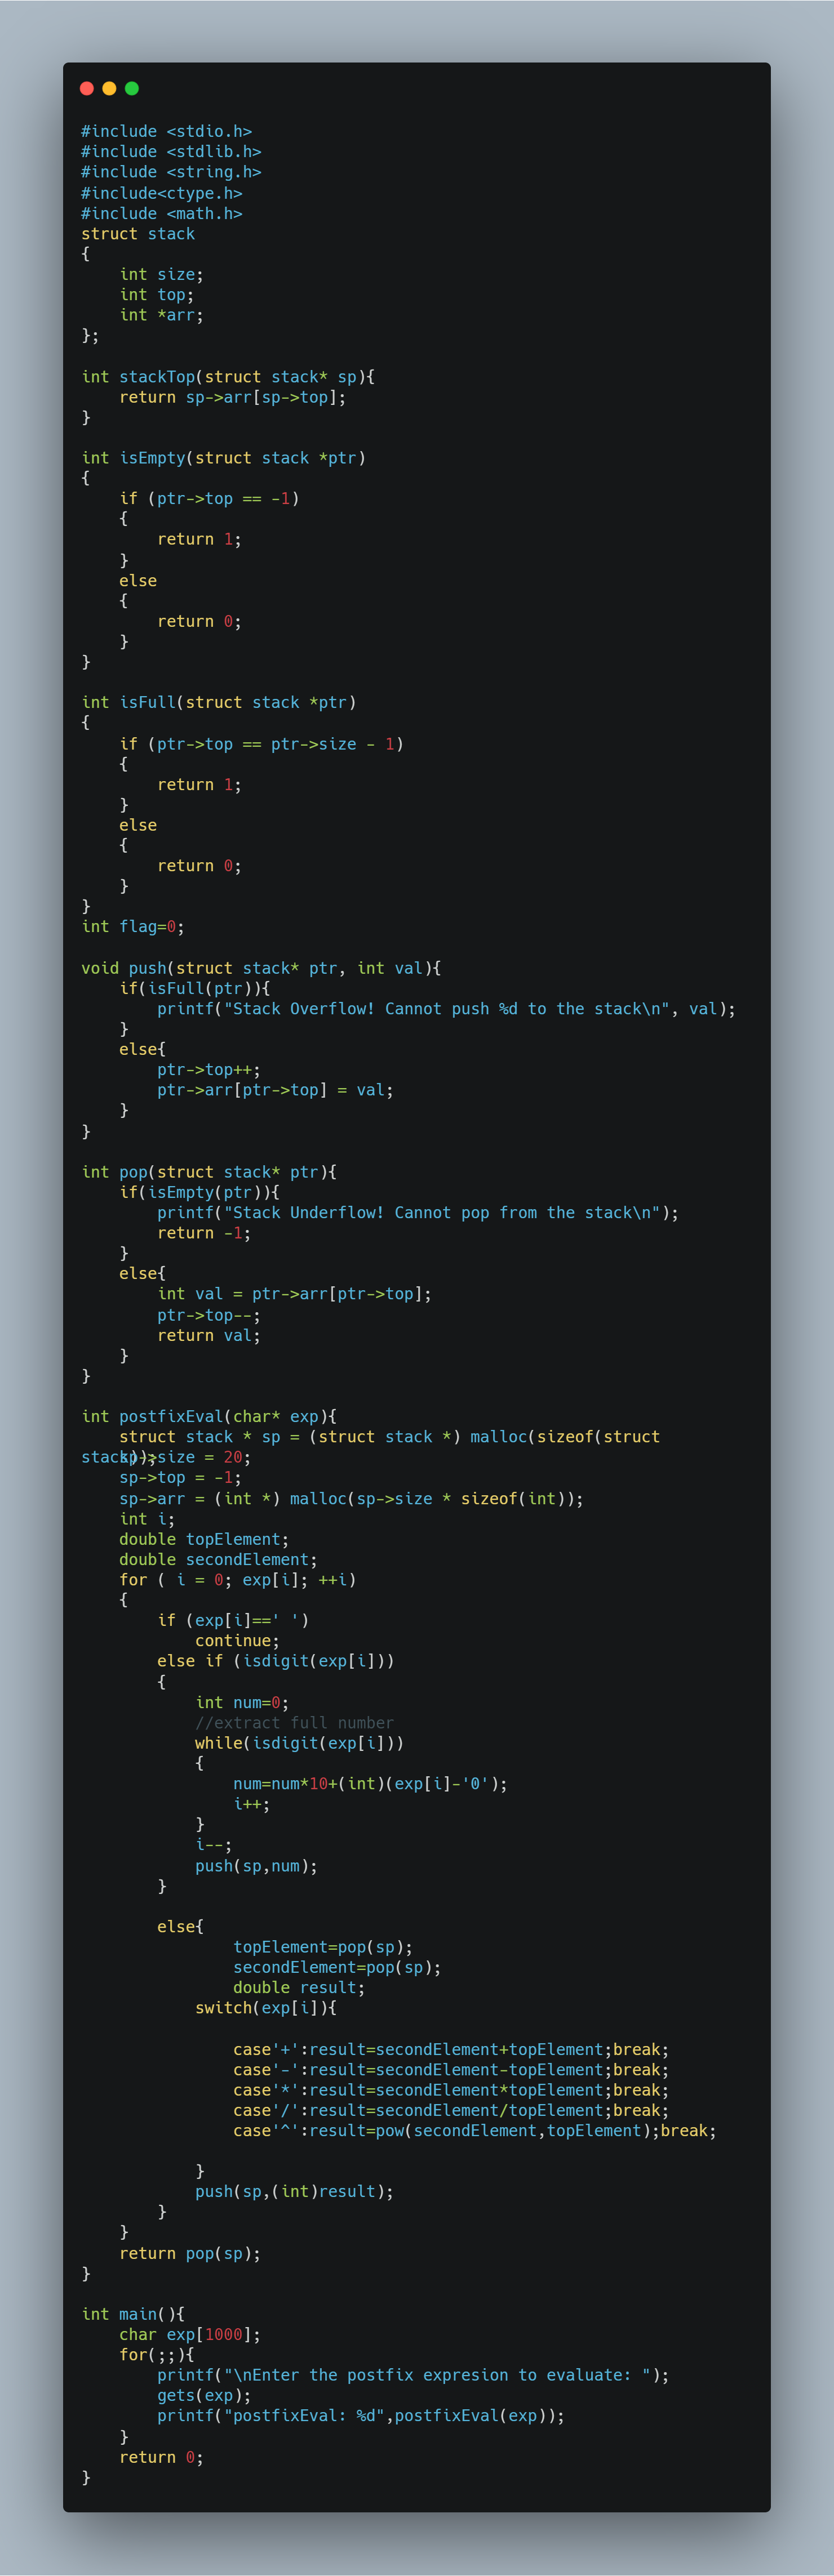 #include <stdio.h>
#include <stdlib.h>
#include <string.h>
#include<ctype.h>
#include <math.h>
struct stack
{
    int size;
    int top;
    int *arr;
};

int stackTop(struct stack* sp){
    return sp->arr[sp->top];
}

int isEmpty(struct stack *ptr)
{
    if (ptr->top == -1)
    {
        return 1;
    }
    else
    {
        return 0;
    }
}

int isFull(struct stack *ptr)
{
    if (ptr->top == ptr->size - 1)
    {
        return 1;
    }
    else
    {
        return 0;
    }
}
int flag=0;

void push(struct stack* ptr, int val){
    if(isFull(ptr)){
        printf("Stack Overflow! Cannot push %d to the stack\n", val);
    }
    else{
        ptr->top++;
        ptr->arr[ptr->top] = val;
    }
}

int pop(struct stack* ptr){
    if(isEmpty(ptr)){
        printf("Stack Underflow! Cannot pop from the stack\n");
        return -1;
    }
    else{
        int val = ptr->arr[ptr->top];
        ptr->top--;
        return val;
    }
}

int postfixEval(char* exp){
    struct stack * sp = (struct stack *) malloc(sizeof(struct
stack));
    sp->size = 20;
    sp->top = -1;
    sp->arr = (int *) malloc(sp->size * sizeof(int));
    int i;
    double topElement;
    double secondElement;
    for ( i = 0; exp[i]; ++i)
    {
        if (exp[i]==' ')
            continue;
        else if (isdigit(exp[i]))
        {
            int num=0;
            //extract full number
            while(isdigit(exp[i]))
            {
                num=num*10+(int)(exp[i]-'0');
                i++;
            }
            i--;
            push(sp,num);
        }

        else{
                topElement=pop(sp);
                secondElement=pop(sp);
                double result;
            switch(exp[i]){

                case'+':result=secondElement+topElement;break;
                case'-':result=secondElement-topElement;break;
                case'*':result=secondElement*topElement;break;
                case'/':result=secondElement/topElement;break;
                case'^':result=pow(secondElement,topElement);break;

            }
            push(sp,(int)result);
        }
    }
    return pop(sp);
}

int main(){
    char exp[1000];
    for(;;){
        printf("\nEnter the postfix expresion to evaluate: ");
        gets(exp);
        printf("postfixEval: %d",postfixEval(exp));
    }
    return 0;
}